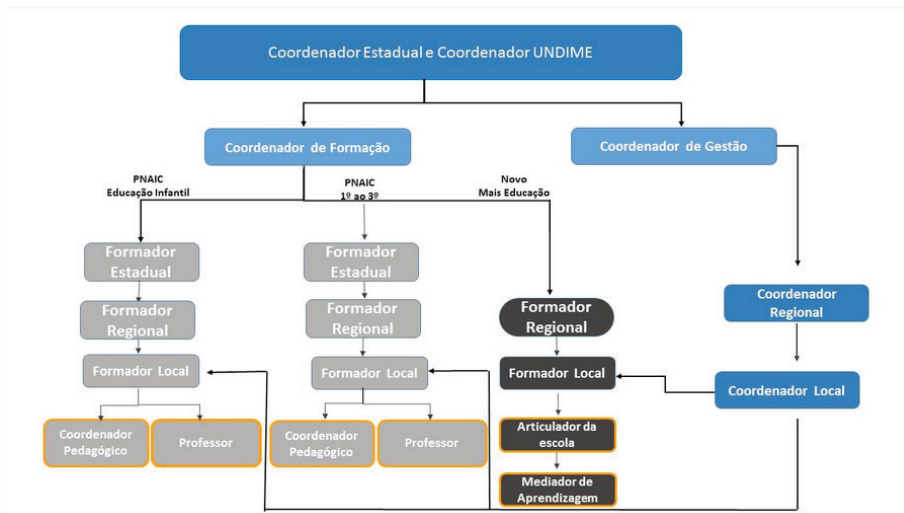 Coordenador Estadual e Coordenador UNDIME
Coordenador de Formação
Coordenador de Gestão
PNAIC
Educação Infantil
PNAIC
1º ao 3º
Novo
Mais Educação
Formador
Estadual
Formador
Estadual
Formador
Regional
Formador
Regional
Formador
Regional
Coordenador
Regional
Formador Local
Formador Local
Formador Local
Coordenador Local
Coordenador
Pedagógico
Professor
Coordenador
Pedagógico
Professor
Articulador da
escola
Mediador de
Aprendizagem